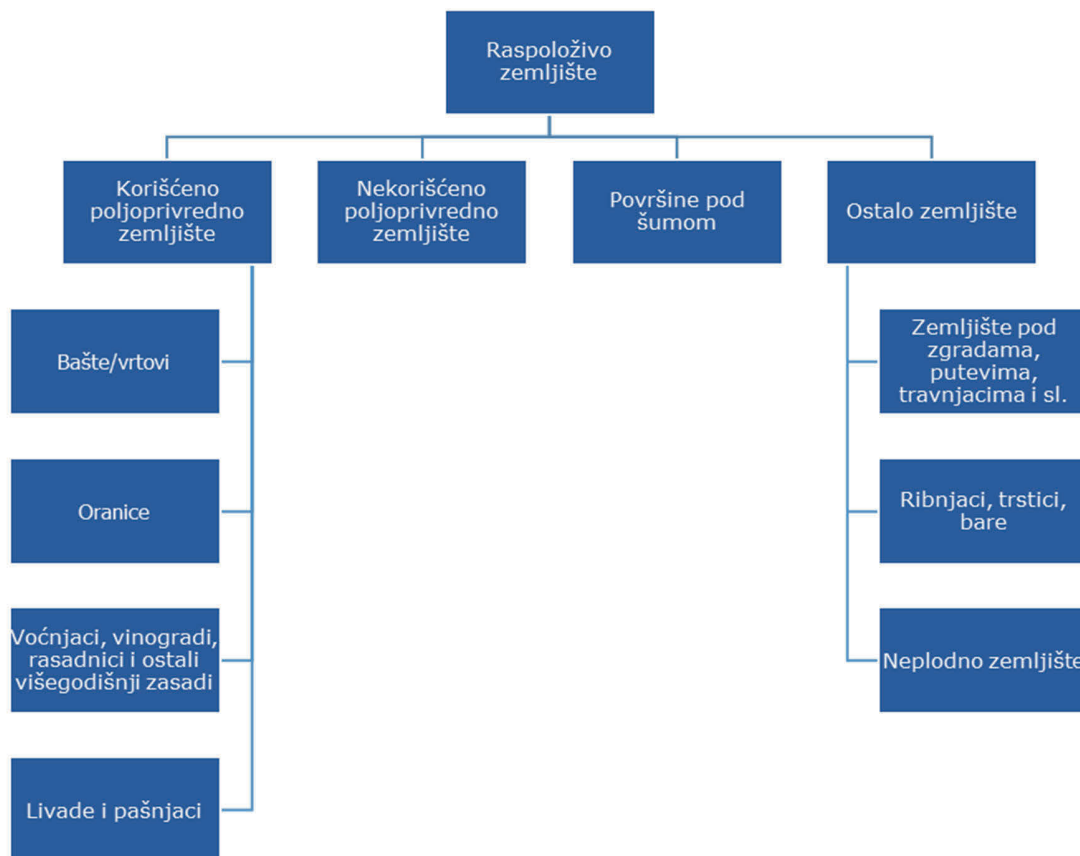 Raspoloživo
zemljište
Korišćeno
poljoprivredno
zemljište
Nekorišćeno
poljoprivredno
zemljište
Površine pod
šumom
Ostalo zemljište
Bašte/vrtovi
Oranice
Voćnjaci, vinogradi,
rasadnici i ostali
višegodišnji zasadi
Livade i pašnjaci
Zemljište pod
zgradama,
putevima,
travnjacima i sl.
Ribnjaci, trstici,
bare
Neplodno zemljište